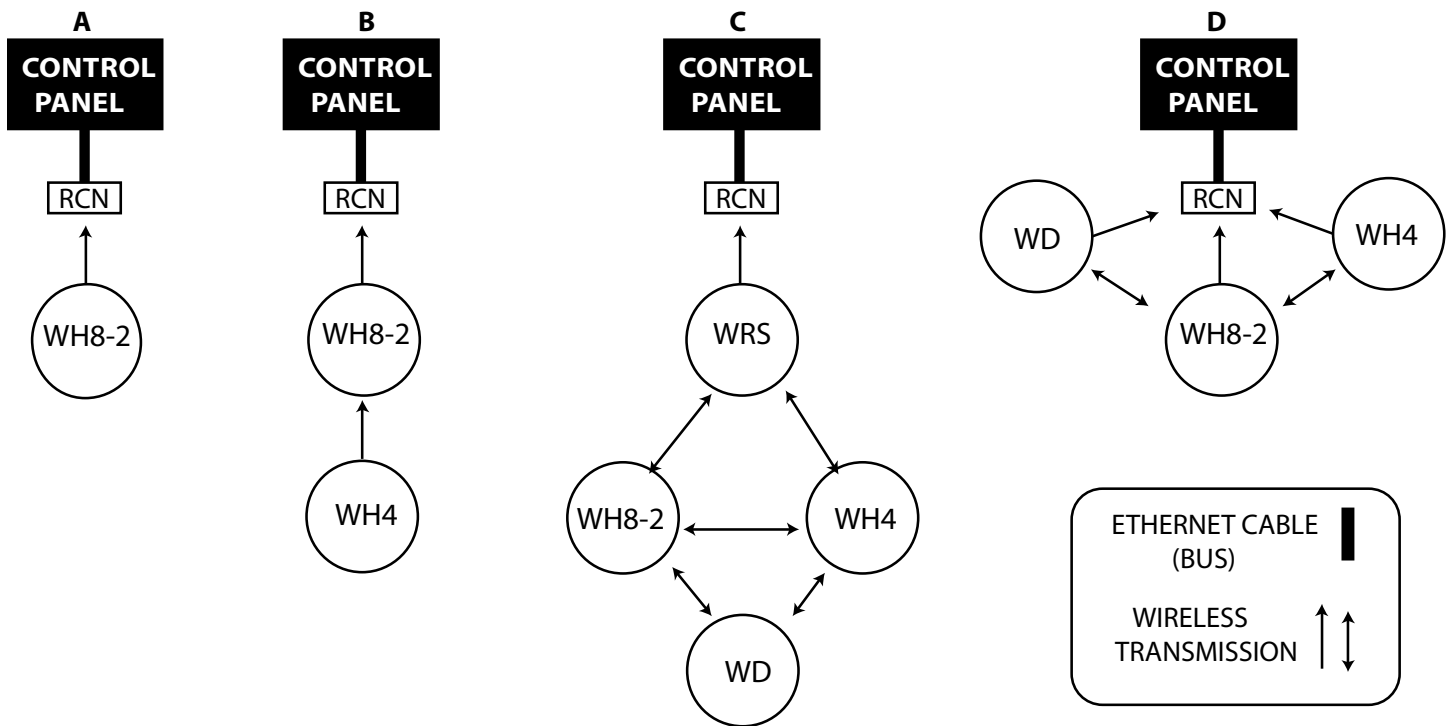 A
CONTROL
PANEL
RCN
WH8-2
B
CONTROL
PANEL
RCN
WH8-2
WH4
C
CONTROL
PANEL
RCN
WRS
WH8-2
WH4
WD
D
CONTROL
PANEL
RCN
WD
WH4
WH8-2
ETHERNET CABLE
(BUS)
WIRELESS
TRANSMISSION